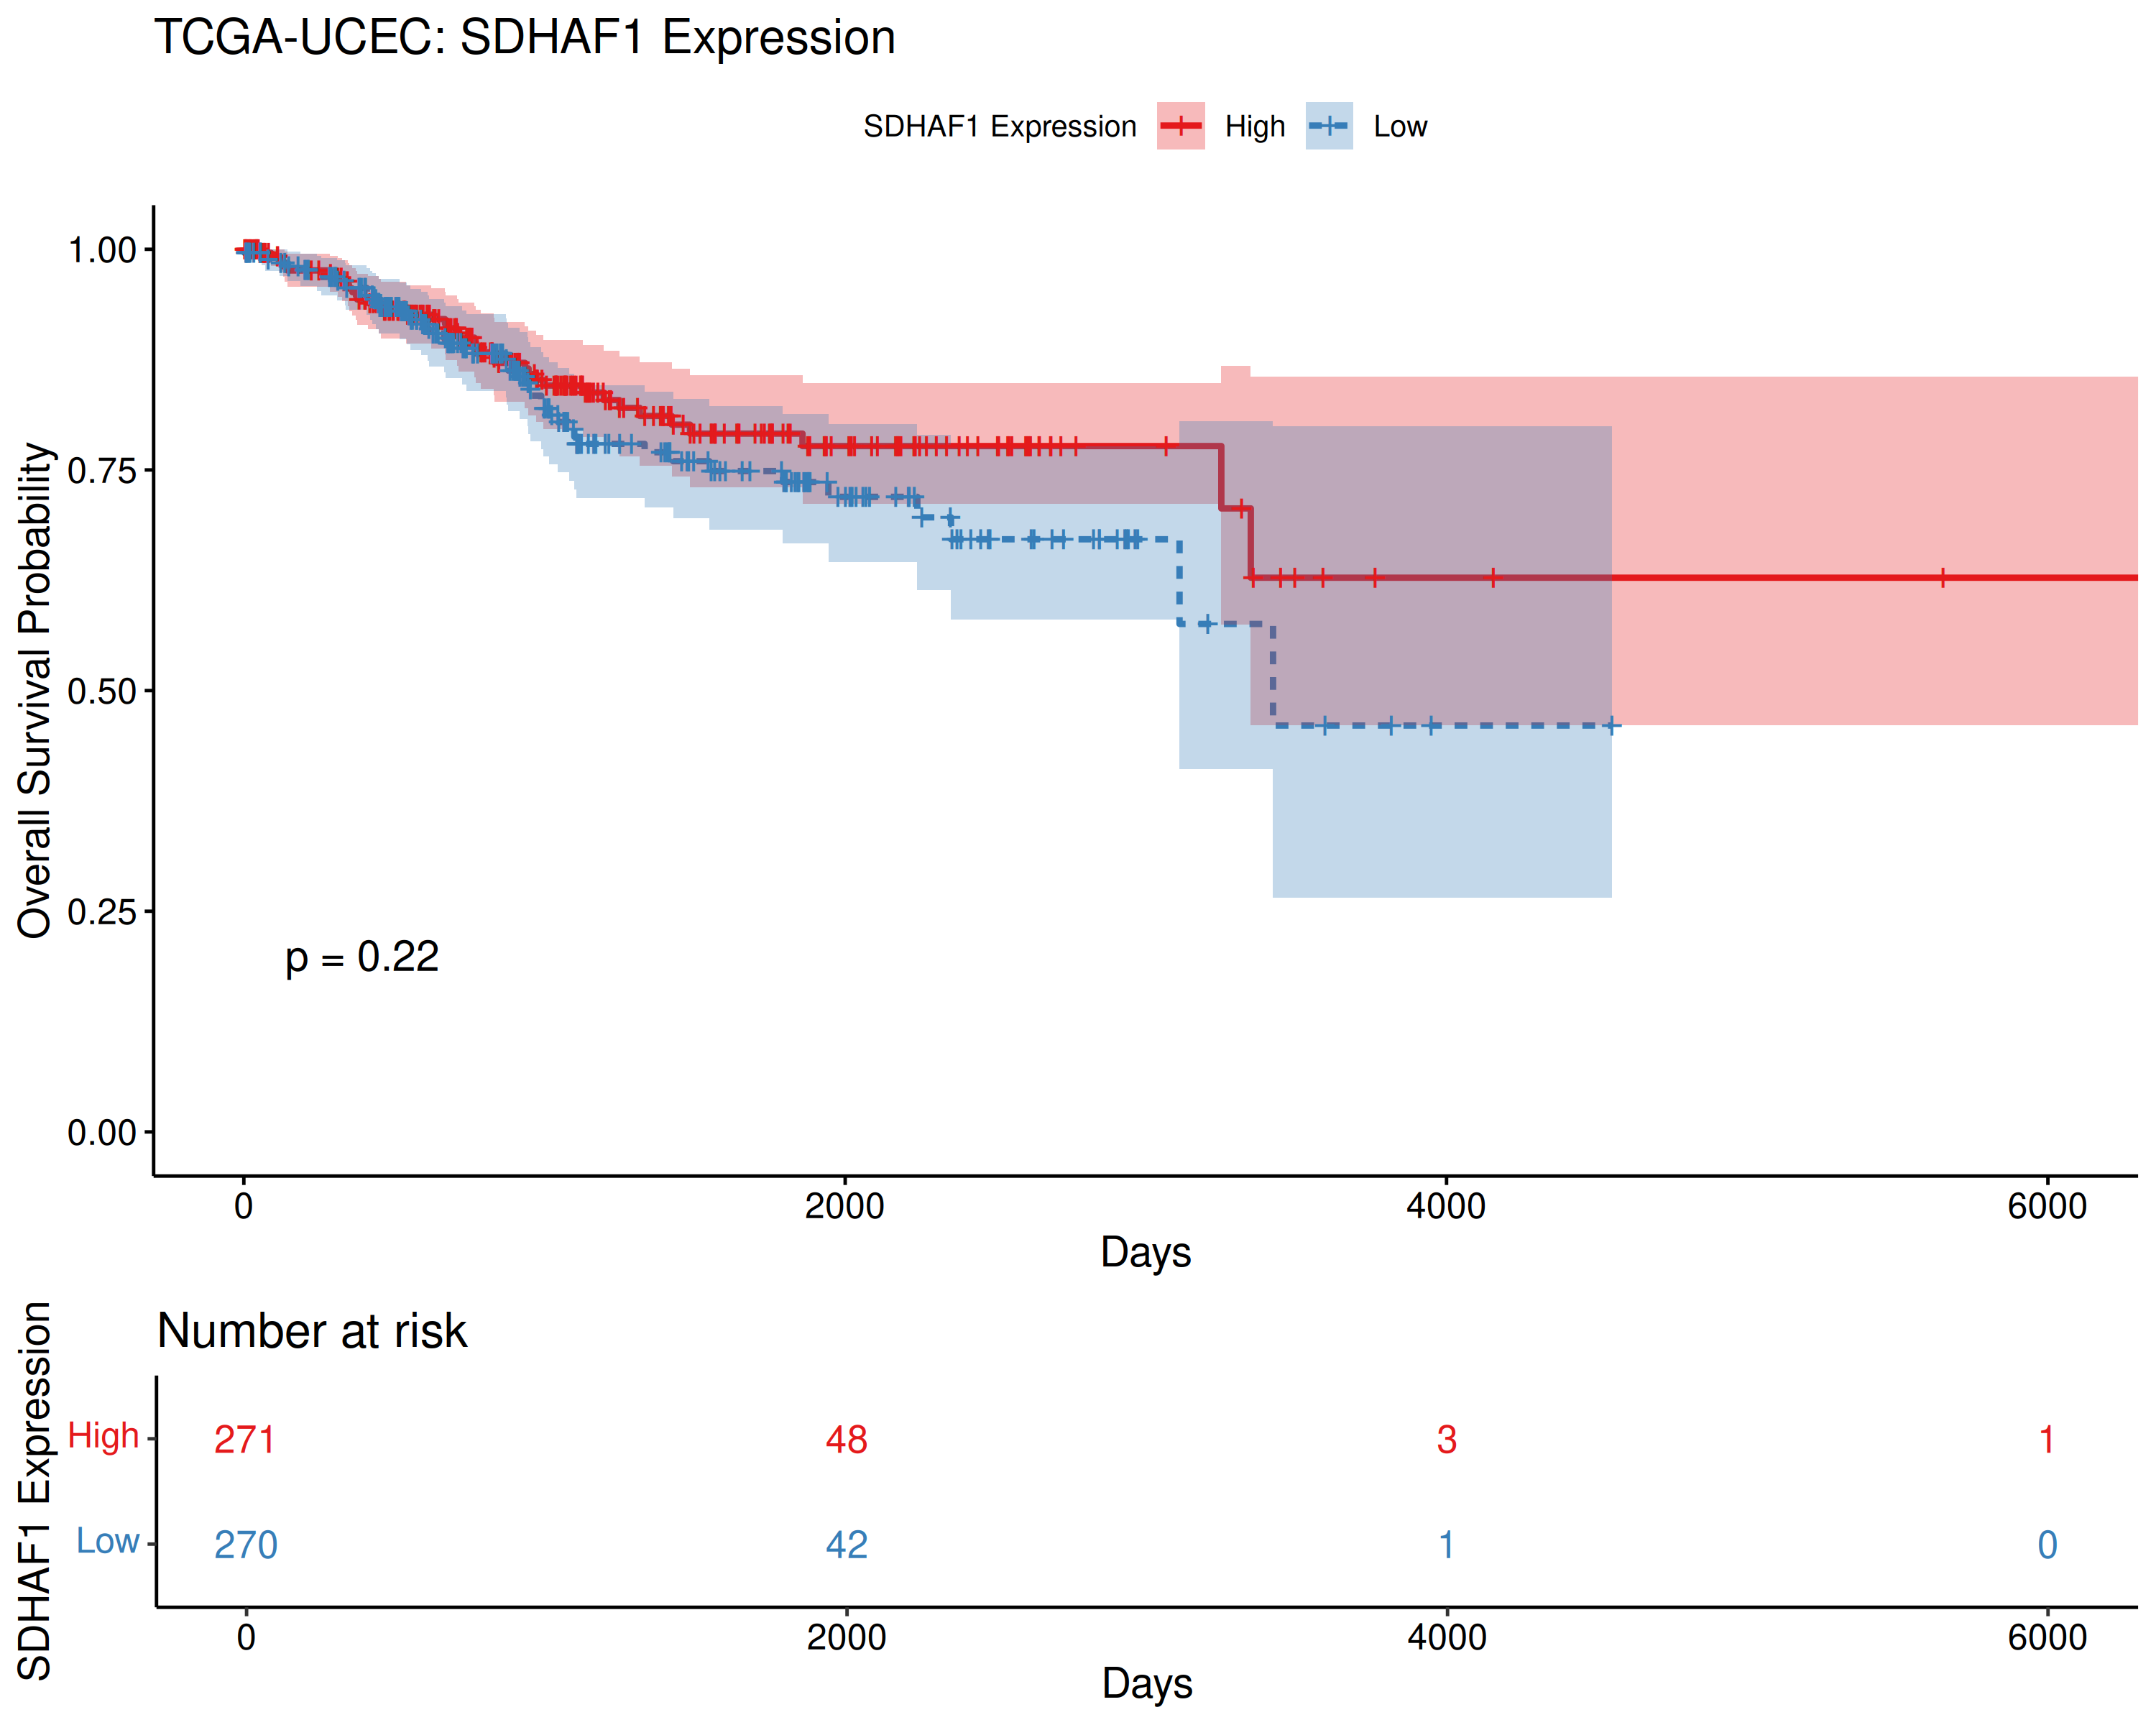 TCGA-UCEC: SDHAF1 Expression
SDHAF1 Expression High Low
Overall Survival Probability
1.00
0.75
0.50
0.25
0.00
p = 0.22
0 2000 4000 6000
Days
Number at risk
SDHAF1 Expression
High 271 48 3 1
Low 270 42 1 0
0 2000 4000 6000
Days